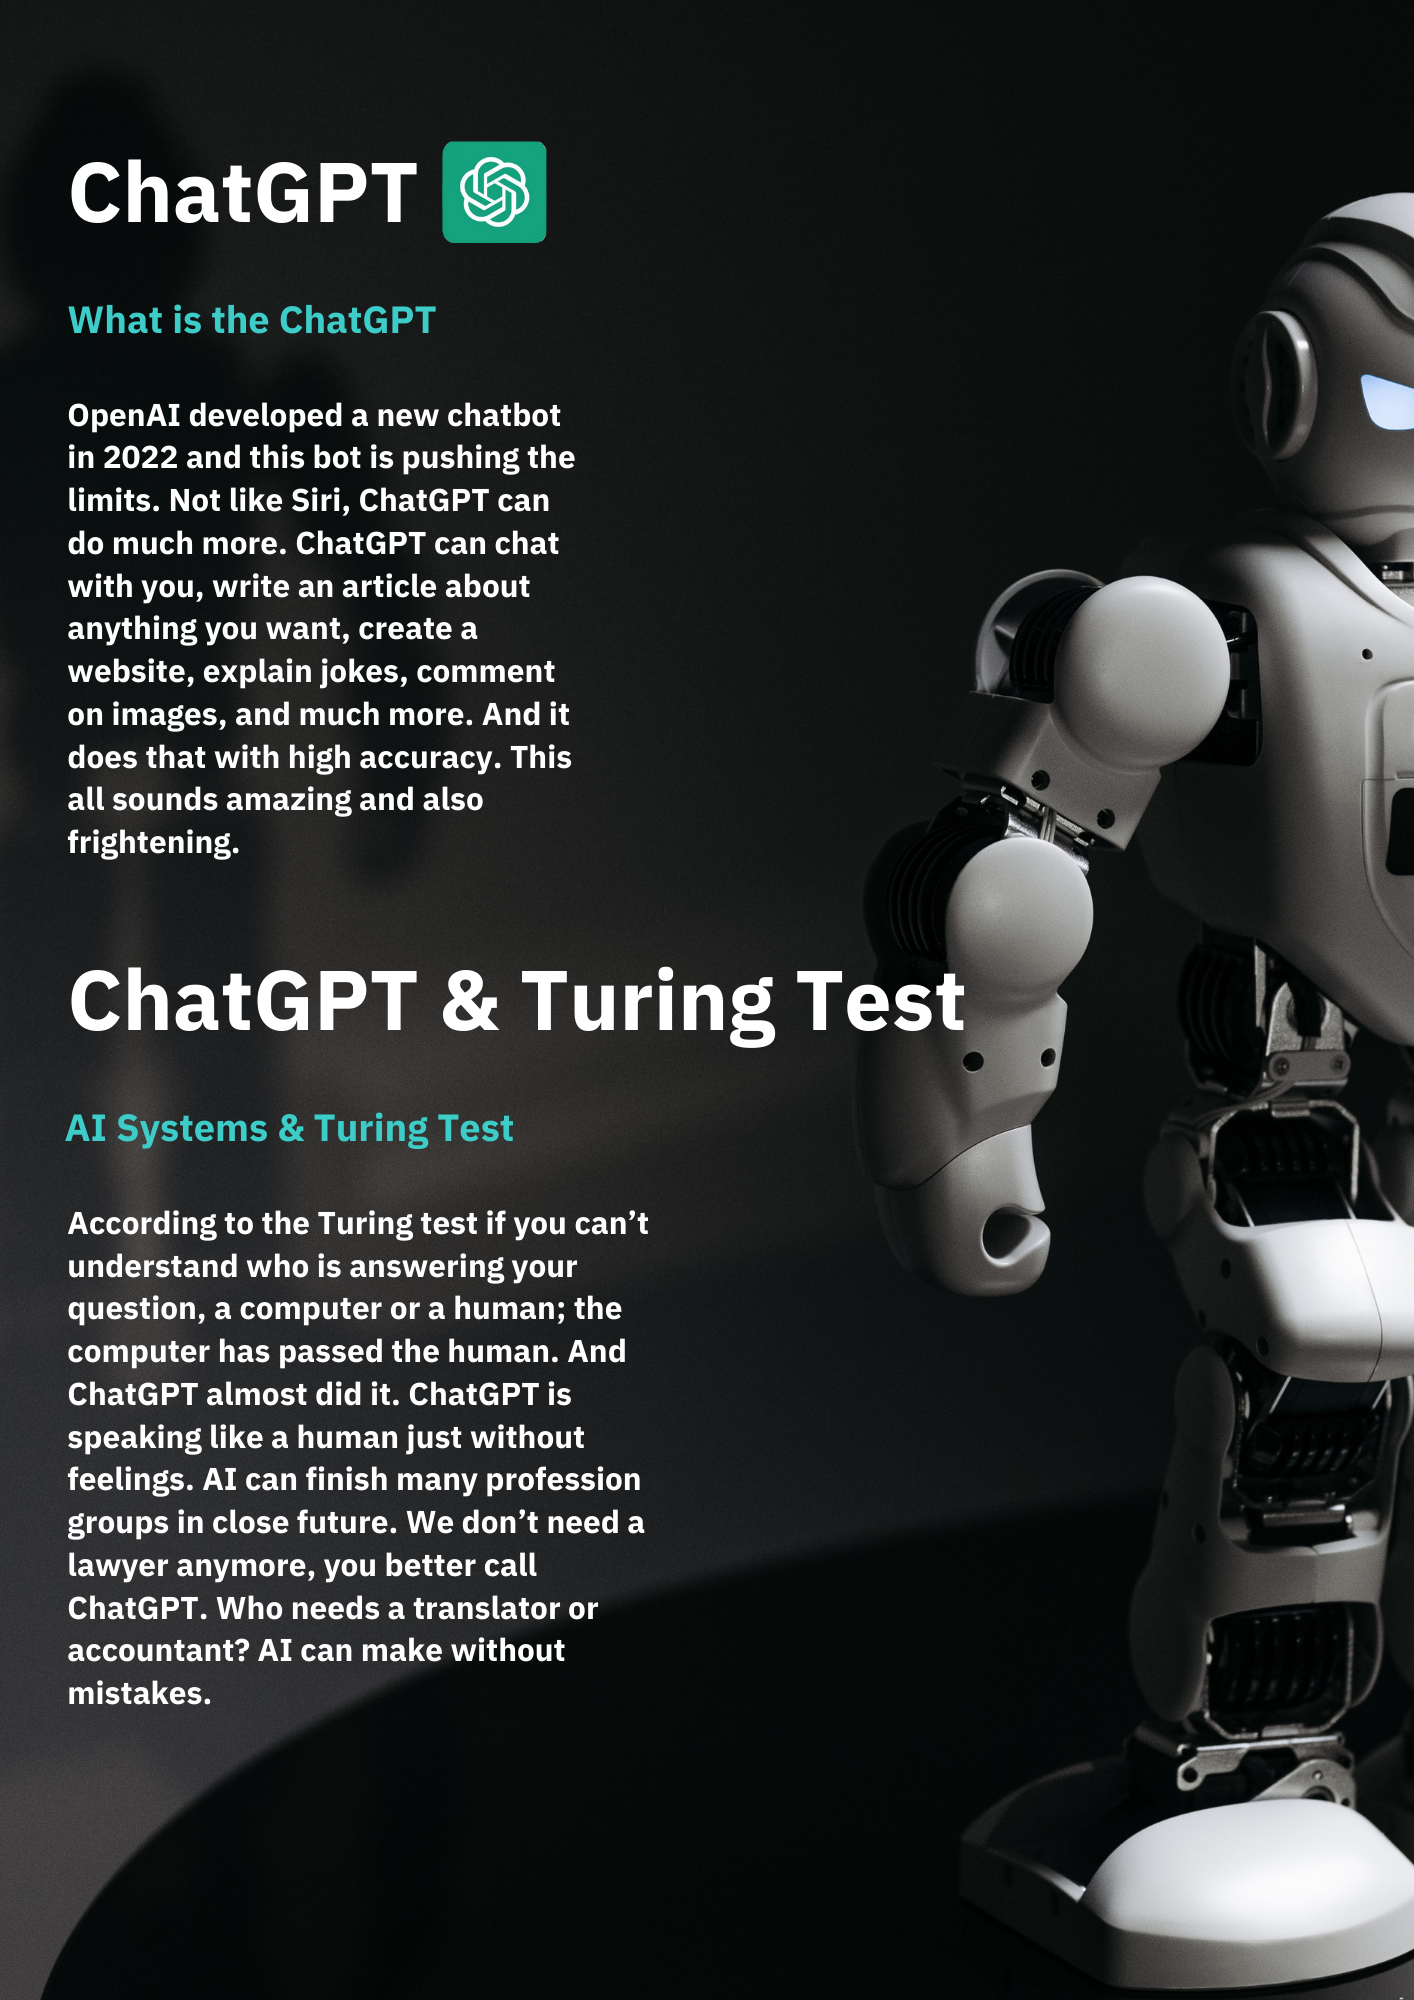 ChatGPT
What is the ChatGPT
OpenAI developed a new chatbot
in 2022 and this bot is pushing the
limits. Not like Siri, ChatGPT can
do much more. ChatGPT can chat
with you, write an article about
anything you want, create a
website, explain jokes, comment
on images, and much more. And it
does that with high accuracy. This
all sounds amazing and also
frightening.
ChatGPT & Turing Test
AI Systems & Turing Test
According to the Turing test if you can’t
understand who is answering your
question, a computer or a human; the
computer has passed the human. And
ChatGPT almost did it. ChatGPT is
speaking like a human just without
feelings. AI can finish many profession
groups in close future. We don’t need a
lawyer anymore, you better call
ChatGPT. Who needs a translator or
accountant? AI can make without
mistakes.